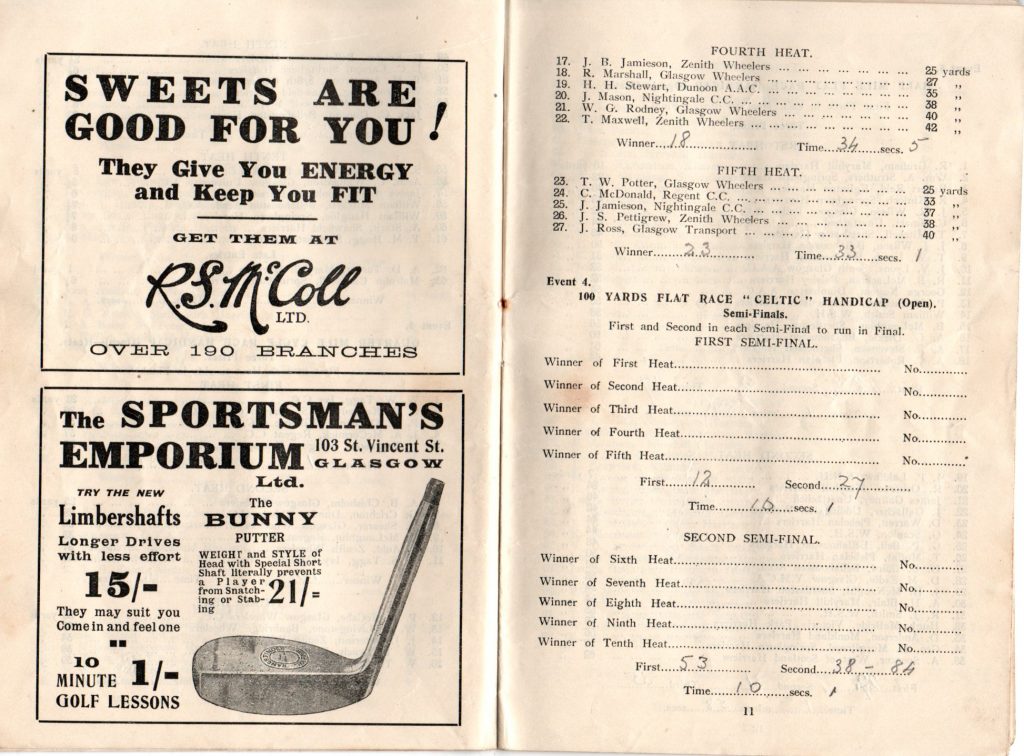 SWEETS ARE
GOOD FOR YOU!
They Give You ENERGY
and Keep You FIT
GET THEM AT
R.S. McColl
LTD.
OVER 190 BRANCHES
The SPORTSMAN'S
EMPORIUM 103 St. Vincent St.
GLASGOW
Ltd.
TRY THE NEW
Limbershafts
Longer Drives
with less effort
15/-
They may suit you
Come in and feel one
"
10
MINUTE 1/-
GOLF LESSONS
The
BUNNY
PUTTER
WEIGHT and STYLE of
Head with Special Short
Shaft literally prevents
a Player
from Snatch-
ing or Stab-
ing
21/=
FOURTH HEAT.
17. J. B. Jamieson, Zenith Wheelers ... 25 yards
18. R. Marshall, Glasgow Wheelers ... 27 ,,
19. H. H. Stewart, Dunoon A.A.C. ... 35 ,,
20. J. Mason, Nightingale C.C. ... 38 ,,
21. W. G. Rodney, Glasgow Wheelers ... 40 ,,
22. T. Maxwell, Zenith Wheelers ... 42 ,,
Winner...18... Time...34...secs. 5
FIFTH HEAT.
23. T. W. Potter, Glasgow Wheelers ... 25 yards
24. C. McDonald, Regent C.C. ... 33 ,,
25. J. Jamieson, Nightingale C.C. ... 37 ,,
26. J. S. Pettigrew, Zenith Wheelers ... 38 ,,
27. J. Ross, Glasgow Transport ... 40 ,,
Winner...23... Time...33...secs. 1
Event 4.
100 YARDS FLAT RACE "CELTIC" HANDICAP (Open).
Semi-Finals.
First and Second in each Semi-Final to run in Final.
FIRST SEMI-FINAL.
Winner of First Heat... No...
Winner of Second Heat... No...
Winner of Third Heat... No...
Winner of Fourth Heat... No...
Winner of Fifth Heat... No...
First...12... Second...27...
Time...10...secs. 1
SECOND SEMI-FINAL.
Winner of Sixth Heat... No...
Winner of Seventh Heat... No...
Winner of Eighth Heat... No...
Winner of Ninth Heat... No...
Winner of Tenth Heat... No...
First...53... Second...38 - 84
Time...10...secs. 1
11